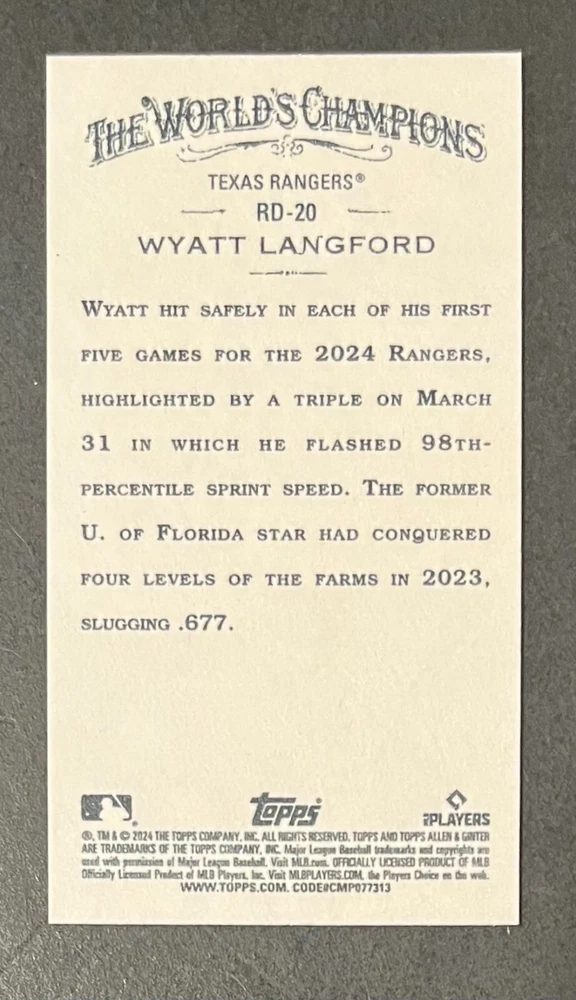 THE WORLD'S CHAMPIONS
TEXAS RANGERS®
RD-20
WYATT LANGFORD
WYATT HIT SAFELY IN EACH OF HIS FIRST
FIVE GAMES FOR THE 2024 RANGERS,
HIGHLIGHTED BY A TRIPLE ON MARCH
31 IN WHICH HE FLASHED 98TH-
PERCENTILE SPRINT SPEED. THE FORMER
U. OF FLORIDA STAR HAD CONQUERED
FOUR LEVELS OF THE FARMS IN 2023,
SLUGGING .677.
Topps
MLB PLAYERS
®, TM & © 2024 THE TOPPS COMPANY, INC. ALL RIGHTS RESERVED. TOPPS AND TOPPS ALLEN & GINTER
ARE TRADEMARKS OF THE TOPPS COMPANY, INC. Major League Baseball trademarks and copyrights are
used with permission of Major League Baseball. Visit MLB.com. OFFICIALLY LICENSED PRODUCT OF MLB
Officially Licensed Product of MLB Players, Inc. Visit MLBPLAYERS.COM, the Players Choice on the web.
WWW.TOPPS.COM. CODE#CMP077313